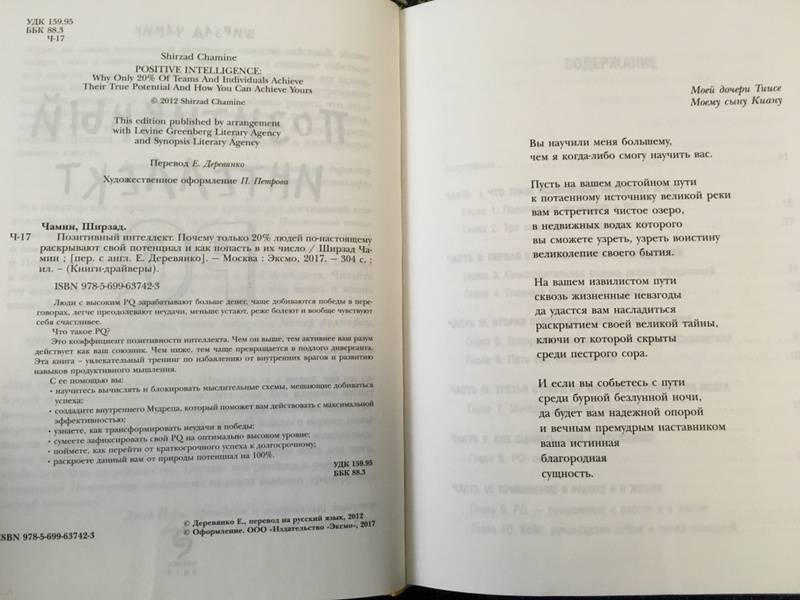 УДК 159.95
ББК 88.3
Ч-17
Shirzad Chamine
POSITIVE INTELLIGENCE:
Why Only 20% Of Teams And Individuals Achieve
Their True Potential And How You Can Achieve Yours
© 2012 Shirzad Chamine
This edition published by arrangement
with Levine Greenberg Literary Agency
and Synopsis Literary Agency
Перевод Е. Деревянко
Художественное оформление П. Петрова
Чамин, Ширзад.
Ч-17 Позитивный интеллект. Почему только 20% людей по-настоящему
раскрывают свой потенциал и как попасть в их число / Ширзад Ча-
мин ; [пер. с англ. Е. Деревянко]. — Москва : Эксмо, 2017. — 304 с. :
ил. – (Книги-драйверы).
ISBN 978-5-699-63742-3
Люди с высоким PQ зарабатывают больше денег, чаще добиваются победы в пере-
говорах, легче преодолевают неудачи, меньше устают, реже болеют и вообще чувствуют
себя счастливее.
Что такое PQ?
Это коэффициент позитивности интеллекта. Чем он выше, тем активнее ваш разум
действует как ваш союзник. Чем ниже, тем чаще превращается в подлого диверсанта.
Эта книга – увлекательный тренинг по избавлению от внутренних врагов и развитию
навыков продуктивного мышления.
С ее помощью вы:
• научитесь вычислять и блокировать мыслительные схемы, мешающие добиваться
успеха;
• создадите внутреннего Мудреца, который поможет вам действовать с максимальной
эффективностью;
• узнаете, как трансформировать неудачи в победы;
• сумеете зафиксировать свой PQ на оптимально высоком уровне;
• поймете, как перейти от краткосрочного успеха к долгосрочному;
• раскроете данный вам от природы потенциал на 100%.
УДК 159.95
ББК 88.3
© Деревянко Е., перевод на русский язык, 2012
© Оформление. ООО «Издательство «Эксмо», 2017
ISBN 978-5-699-63742-3
Моей дочери Тиисе
Моему сыну Киану
Вы научили меня большему,
чем я когда-либо смогу научить вас.
Пусть на вашем достойном пути
к потаенному источнику великой реки
вам встретится чистое озеро,
в недвижных водах которого
вы сможете узреть, узреть воистину
великолепие своего бытия.
На вашем извилистом пути
сквозь жизненные невзгоды
да удастся вам насладиться
раскрытием своей великой тайны,
ключи от которой скрыты
среди пестрого сора.
И если вы собьетесь с пути
среди бурной безлунной ночи,
да будет вам надежной опорой
и вечным премудрым наставником
ваша истинная
благородная
сущность.